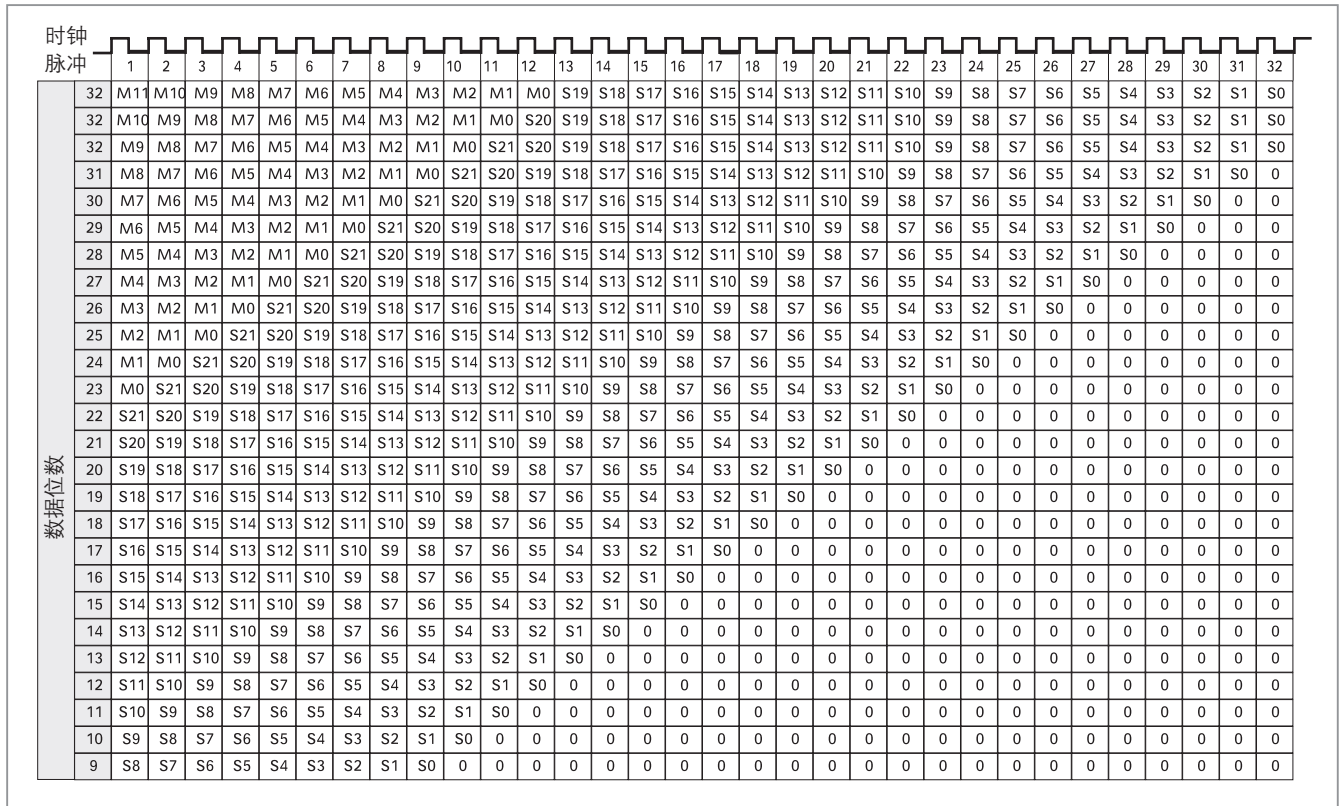 时钟
脉冲 1 2 3 4 5 6 7 8 9 10 11 12 13 14 15 16 17 18 19 20 21 22 23 24 25 26 27 28 29 30 31 32
数据位数
32 M11 M10 M9 M8 M7 M6 M5 M4 M3 M2 M1 M0 S19 S18 S17 S16 S15 S14 S13 S12 S11 S10 S9 S8 S7 S6 S5 S4 S3 S2 S1 S0
32 M10 M9 M8 M7 M6 M5 M4 M3 M2 M1 M0 S20 S19 S18 S17 S16 S15 S14 S13 S12 S11 S10 S9 S8 S7 S6 S5 S4 S3 S2 S1 S0
32 M9 M8 M7 M6 M5 M4 M3 M2 M1 M0 S21 S20 S19 S18 S17 S16 S15 S14 S13 S12 S11 S10 S9 S8 S7 S6 S5 S4 S3 S2 S1 S0
31 M8 M7 M6 M5 M4 M3 M2 M1 M0 S21 S20 S19 S18 S17 S16 S15 S14 S13 S12 S11 S10 S9 S8 S7 S6 S5 S4 S3 S2 S1 S0 0
30 M7 M6 M5 M4 M3 M2 M1 M0 S21 S20 S19 S18 S17 S16 S15 S14 S13 S12 S11 S10 S9 S8 S7 S6 S5 S4 S3 S2 S1 S0 0 0
29 M6 M5 M4 M3 M2 M1 M0 S21 S20 S19 S18 S17 S16 S15 S14 S13 S12 S11 S10 S9 S8 S7 S6 S5 S4 S3 S2 S1 S0 0 0 0
28 M5 M4 M3 M2 M1 M0 S21 S20 S19 S18 S17 S16 S15 S14 S13 S12 S11 S10 S9 S8 S7 S6 S5 S4 S3 S2 S1 S0 0 0 0 0
27 M4 M3 M2 M1 M0 S21 S20 S19 S18 S17 S16 S15 S14 S13 S12 S11 S10 S9 S8 S7 S6 S5 S4 S3 S2 S1 S0 0 0 0 0 0
26 M3 M2 M1 M0 S21 S20 S19 S18 S17 S16 S15 S14 S13 S12 S11 S10 S9 S8 S7 S6 S5 S4 S3 S2 S1 S0 0 0 0 0 0 0
25 M2 M1 M0 S21 S20 S19 S18 S17 S16 S15 S14 S13 S12 S11 S10 S9 S8 S7 S6 S5 S4 S3 S2 S1 S0 0 0 0 0 0 0 0
24 M1 M0 S21 S20 S19 S18 S17 S16 S15 S14 S13 S12 S11 S10 S9 S8 S7 S6 S5 S4 S3 S2 S1 S0 0 0 0 0 0 0 0 0
23 M0 S21 S20 S19 S18 S17 S16 S15 S14 S13 S12 S11 S10 S9 S8 S7 S6 S5 S4 S3 S2 S1 S0 0 0 0 0 0 0 0 0 0
22 S21 S20 S19 S18 S17 S16 S15 S14 S13 S12 S11 S10 S9 S8 S7 S6 S5 S4 S3 S2 S1 S0 0 0 0 0 0 0 0 0 0 0
21 S20 S19 S18 S17 S16 S15 S14 S13 S12 S11 S10 S9 S8 S7 S6 S5 S4 S3 S2 S1 S0 0 0 0 0 0 0 0 0 0 0 0
20 S19 S18 S17 S16 S15 S14 S13 S12 S11 S10 S9 S8 S7 S6 S5 S4 S3 S2 S1 S0 0 0 0 0 0 0 0 0 0 0 0 0
19 S18 S17 S16 S15 S14 S13 S12 S11 S10 S9 S8 S7 S6 S5 S4 S3 S2 S1 S0 0 0 0 0 0 0 0 0 0 0 0 0 0
18 S17 S16 S15 S14 S13 S12 S11 S10 S9 S8 S7 S6 S5 S4 S3 S2 S1 S0 0 0 0 0 0 0 0 0 0 0 0 0 0 0
17 S16 S15 S14 S13 S12 S11 S10 S9 S8 S7 S6 S5 S4 S3 S2 S1 S0 0 0 0 0 0 0 0 0 0 0 0 0 0 0 0
16 S15 S14 S13 S12 S11 S10 S9 S8 S7 S6 S5 S4 S3 S2 S1 S0 0 0 0 0 0 0 0 0 0 0 0 0 0 0 0 0
15 S14 S13 S12 S11 S10 S9 S8 S7 S6 S5 S4 S3 S2 S1 S0 0 0 0 0 0 0 0 0 0 0 0 0 0 0 0 0 0
14 S13 S12 S11 S10 S9 S8 S7 S6 S5 S4 S3 S2 S1 S0 0 0 0 0 0 0 0 0 0 0 0 0 0 0 0 0 0 0
13 S12 S11 S10 S9 S8 S7 S6 S5 S4 S3 S2 S1 S0 0 0 0 0 0 0 0 0 0 0 0 0 0 0 0 0 0 0 0
12 S11 S10 S9 S8 S7 S6 S5 S4 S3 S2 S1 S0 0 0 0 0 0 0 0 0 0 0 0 0 0 0 0 0 0 0 0 0
11 S10 S9 S8 S7 S6 S5 S4 S3 S2 S1 S0 0 0 0 0 0 0 0 0 0 0 0 0 0 0 0 0 0 0 0 0 0
10 S9 S8 S7 S6 S5 S4 S3 S2 S1 S0 0 0 0 0 0 0 0 0 0 0 0 0 0 0 0 0 0 0 0 0 0 0
9 S8 S7 S6 S5 S4 S3 S2 S1 S0 0 0 0 0 0 0 0 0 0 0 0 0 0 0 0 0 0 0 0 0 0 0 0